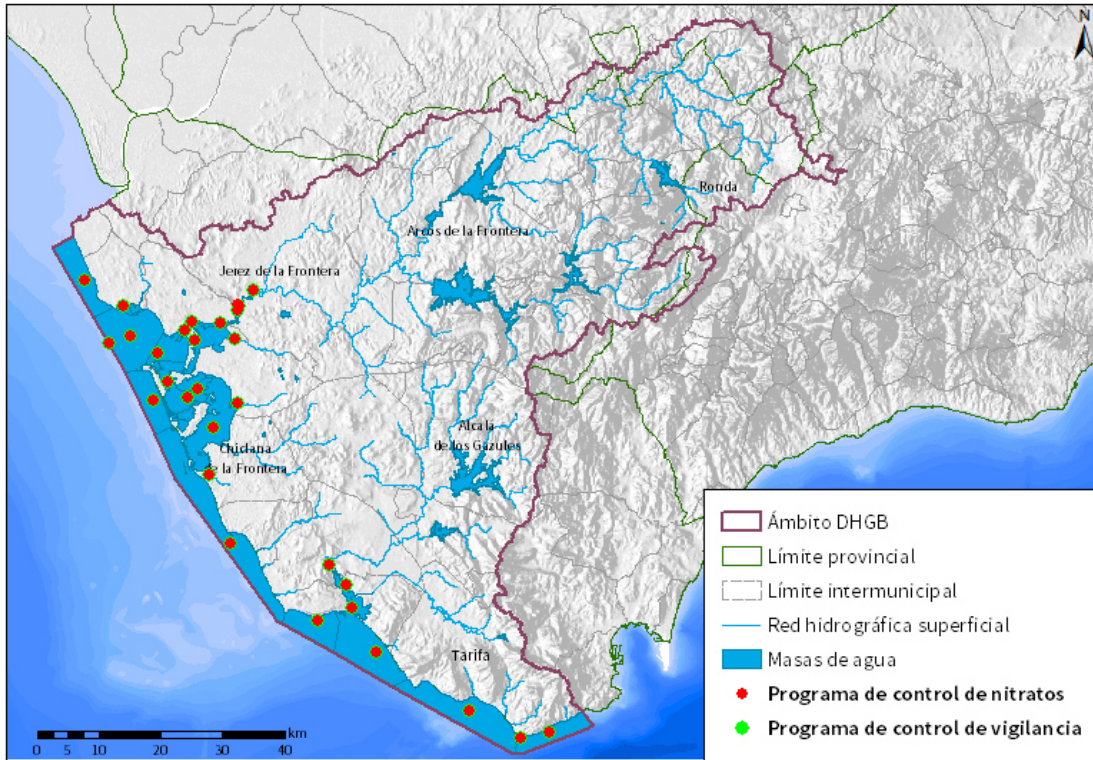 N
Ronda
Arcos de la Frontera
Jerez de la Frontera
Alcala
de los Gazules
Chiclana
de la Frontera
Tarifa
km
0 5 10 20 30 40
Ámbito DHGB
Límite provincial
Límite intermunicipal
Red hidrográfica superficial
Masas de agua
Programa de control de nitratos
Programa de control de vigilancia